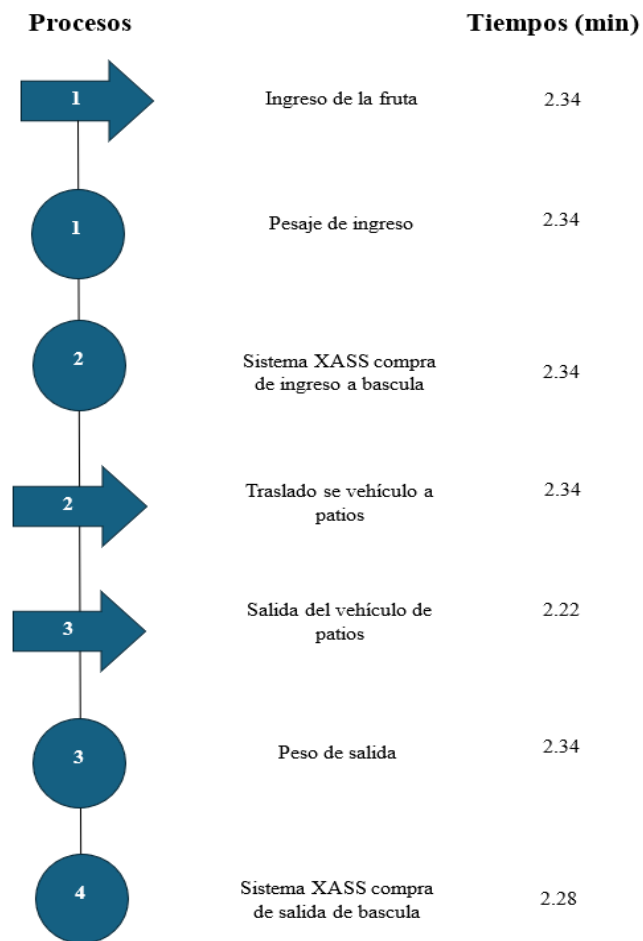 Procesos Tiempos (min)
1 Ingreso de la fruta 2.34
1 Pesaje de ingreso 2.34
2 Sistema XASS compra
de ingreso a bascula 2.34
2 Traslado se vehículo a
patios 2.34
3 Salida del vehículo de
patios 2.22
3 Peso de salida 2.34
4 Sistema XASS compra
de salida de bascula 2.28